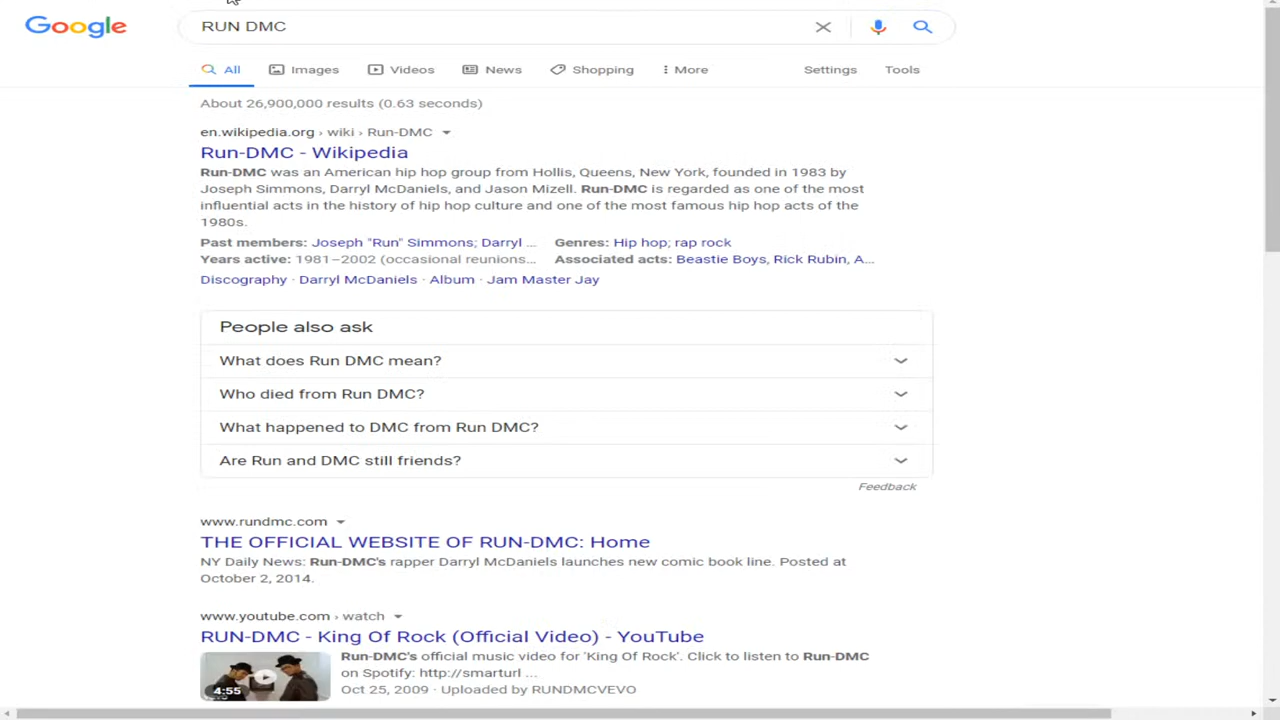 Google
RUN DMC
All Images Videos News Shopping More Settings Tools
About 26,900,000 results (0.63 seconds)
en.wikipedia.org › wiki › Run-DMC
Run-DMC - Wikipedia
Run-DMC was an American hip hop group from Hollis, Queens, New York, founded in 1983 by
Joseph Simmons, Darryl McDaniels, and Jason Mizell. Run-DMC is regarded as one of the most
influential acts in the history of hip hop culture and one of the most famous hip hop acts of the
1980s.
Past members: Joseph "Run" Simmons; Darryl ... Genres: Hip hop; rap rock
Years active: 1981–2002 (occasional reunions... Associated acts: Beastie Boys, Rick Rubin, A...
Discography · Darryl McDaniels · Album · Jam Master Jay
People also ask
What does Run DMC mean?
Who died from Run DMC?
What happened to DMC from Run DMC?
Are Run and DMC still friends?
Feedback
www.rundmc.com
THE OFFICIAL WEBSITE OF RUN-DMC: Home
NY Daily News: Run-DMC's rapper Darryl McDaniels launches new comic book line. Posted at
October 2, 2014.
www.youtube.com › watch
RUN-DMC - King Of Rock (Official Video) - YouTube
Run-DMC's official music video for 'King Of Rock'. Click to listen to Run-DMC
on Spotify: http://smarturl ...
4:55
Oct 25, 2009 · Uploaded by RUNDMCVEVO